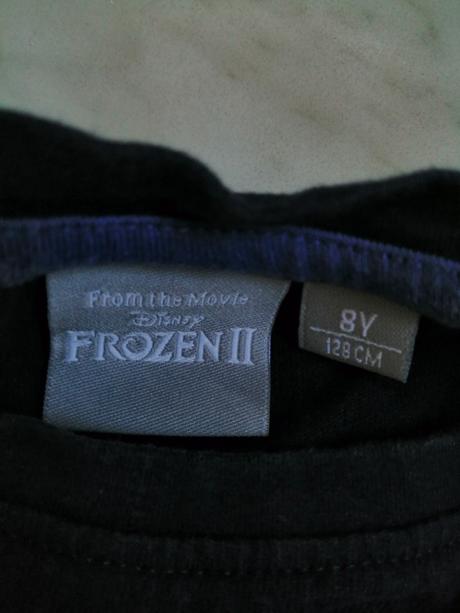 From the Movie
Disney
FROZEN II
8Y
128 CM